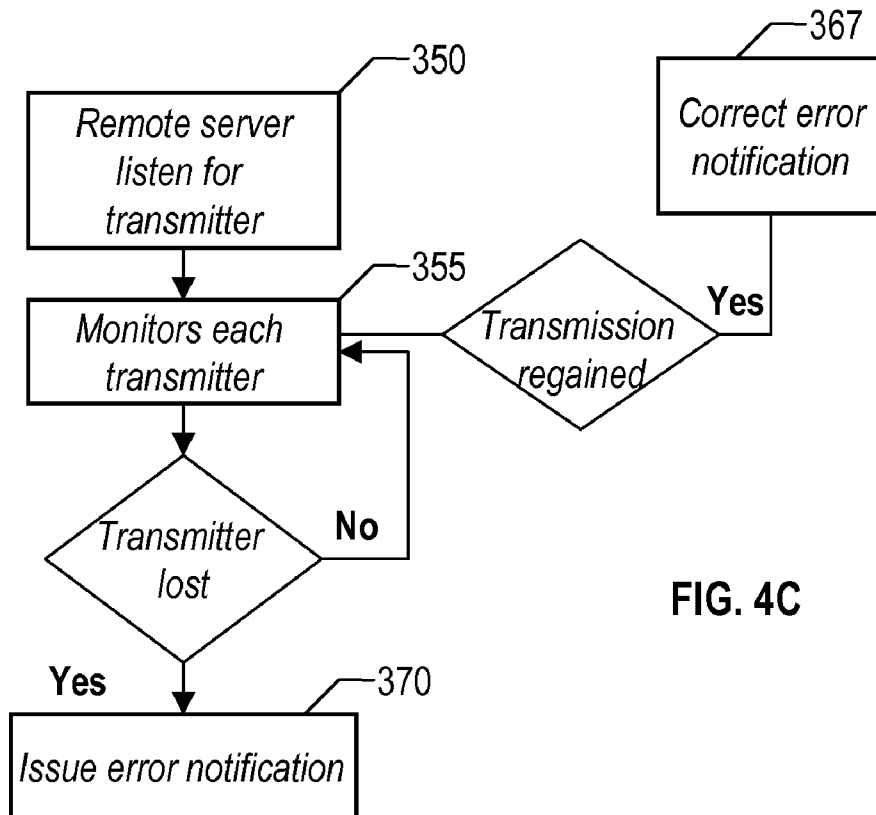 350
Remote server
listen for
transmitter
367
Correct error
notification
355
Monitors each
transmitter
Transmission
regained
Yes
Transmitter
lost
No
Yes
370
Issue error notification
FIG. 4C